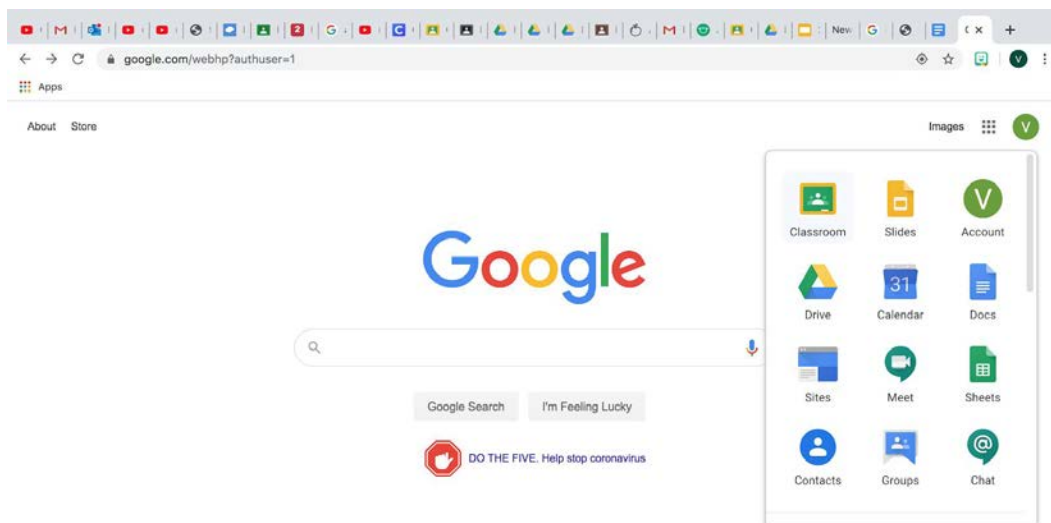 New
google.com/webhp?authuser=1
V
Apps
About Store
Images
V
Classroom Slides Account
V
Drive Calendar Docs
31
Google
Sites Meet Sheets
Google Search I'm Feeling Lucky
DO THE FIVE. Help stop coronavirus
Contacts Groups Chat